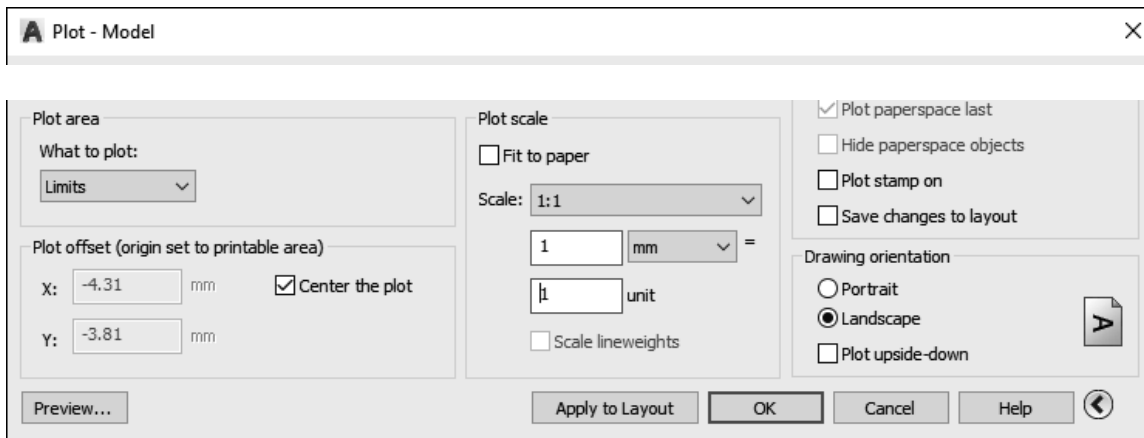 Plot - Model
Plot area
What to plot:
Limits
Plot offset (origin set to printable area)
X: -4.31 mm
Center the plot
Y: -3.81 mm
Plot scale
Fit to paper
Scale: 1:1
1 mm =
1 unit
Scale lineweights
Plot paperspace last
Hide paperspace objects
Plot stamp on
Save changes to layout
Drawing orientation
Portrait
Landscape
Plot upside-down
A
Preview...
Apply to Layout
OK
Cancel
Help